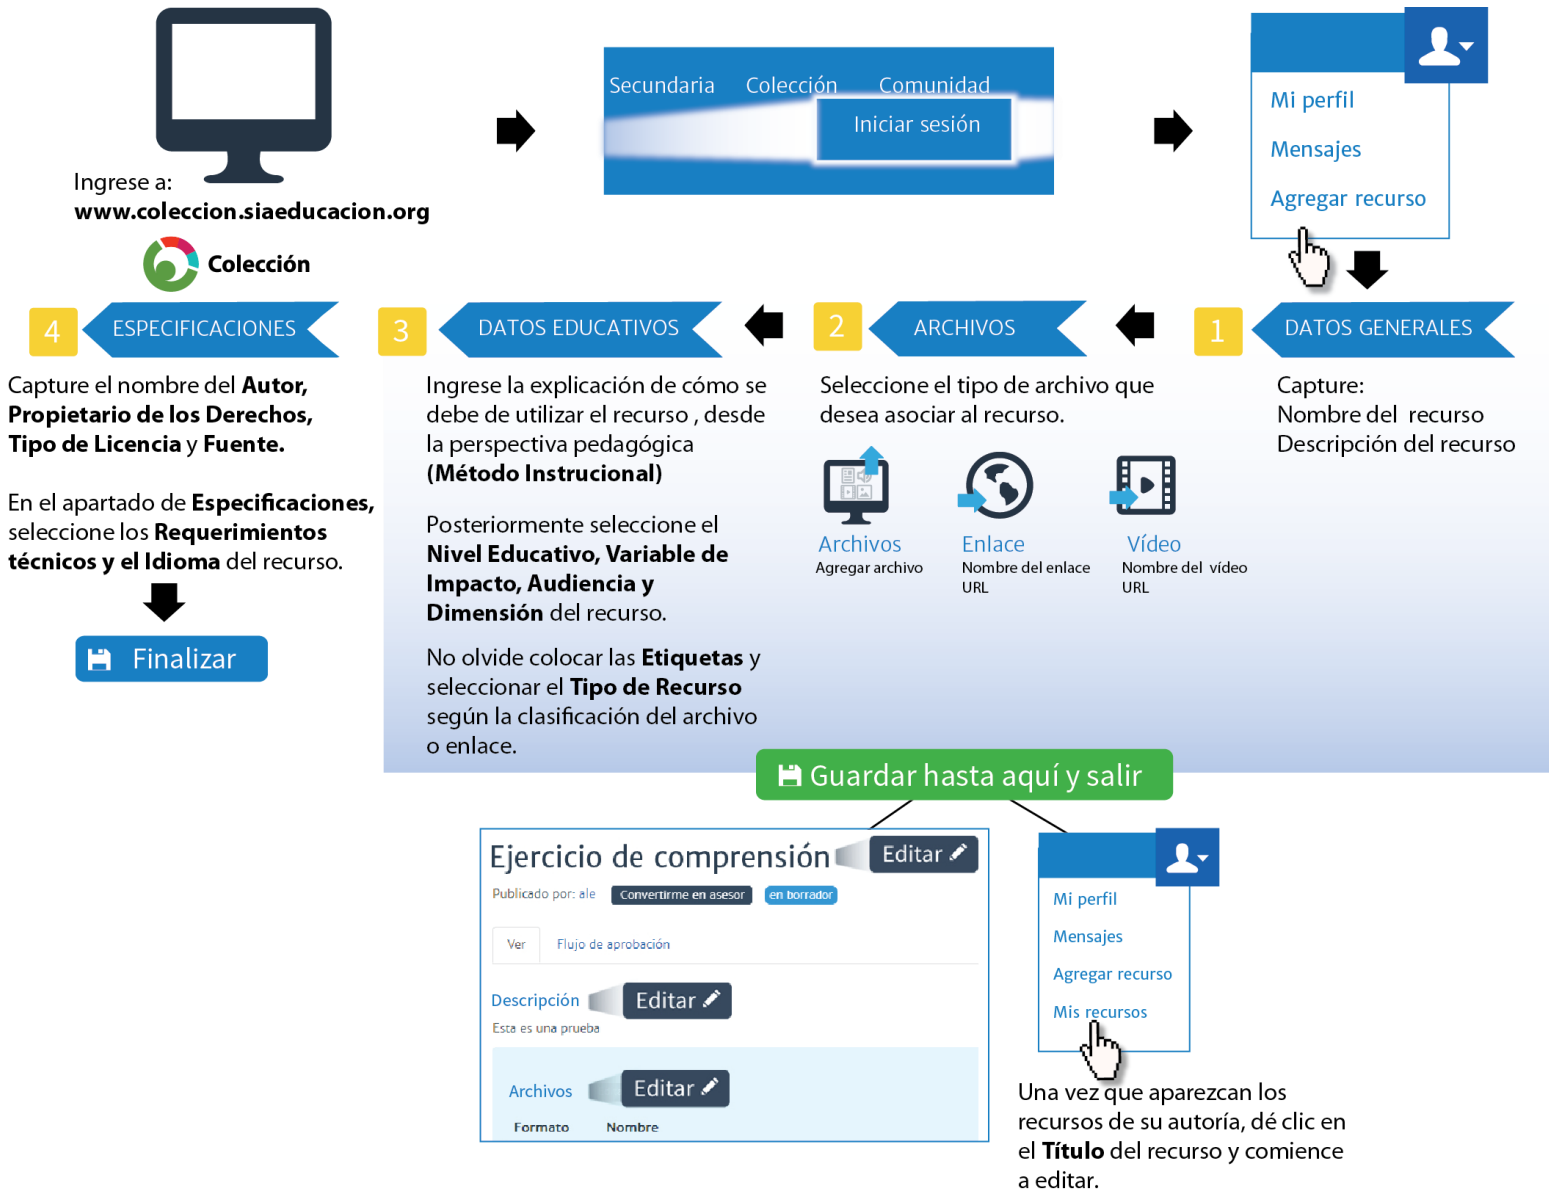 Ingrese a:
www.coleccion.siaeducacion.org
Colección
Secundaria Colección Comunidad
Iniciar sesión
Mi perfil
Mensajes
Agregar recurso
1 DATOS GENERALES
Capture:
Nombre del recurso
Descripción del recurso
2 ARCHIVOS
Seleccione el tipo de archivo que
desea asociar al recurso.
Archivos
Agregar archivo
Enlace
Nombre del enlace
URL
Vídeo
Nombre del vídeo
URL
3 DATOS EDUCATIVOS
Ingrese la explicación de cómo se
debe de utilizar el recurso , desde
la perspectiva pedagógica
(Método Instrucional)
Posteriormente seleccione el
Nivel Educativo, Variable de
Impacto, Audiencia y
Dimensión del recurso.
No olvide colocar las Etiquetas y
seleccionar el Tipo de Recurso
según la clasificación del archivo
o enlace.
4 ESPECIFICACIONES
Capture el nombre del Autor,
Propietario de los Derechos,
Tipo de Licencia y Fuente.
En el apartado de Especificaciones,
seleccione los Requerimientos
técnicos y el Idioma del recurso.
Finalizar
Guardar hasta aquí y salir
Ejercicio de comprensión Editar
Publicado por: ale Convertirme en asesor en borrador
Ver Flujo de aprobación
Descripción Editar
Esta es una prueba
Archivos Editar
Formato Nombre
Mi perfil
Mensajes
Agregar recurso
Mis recursos
Una vez que aparezcan los
recursos de su autoría, dé clic en
el Título del recurso y comience
a editar.